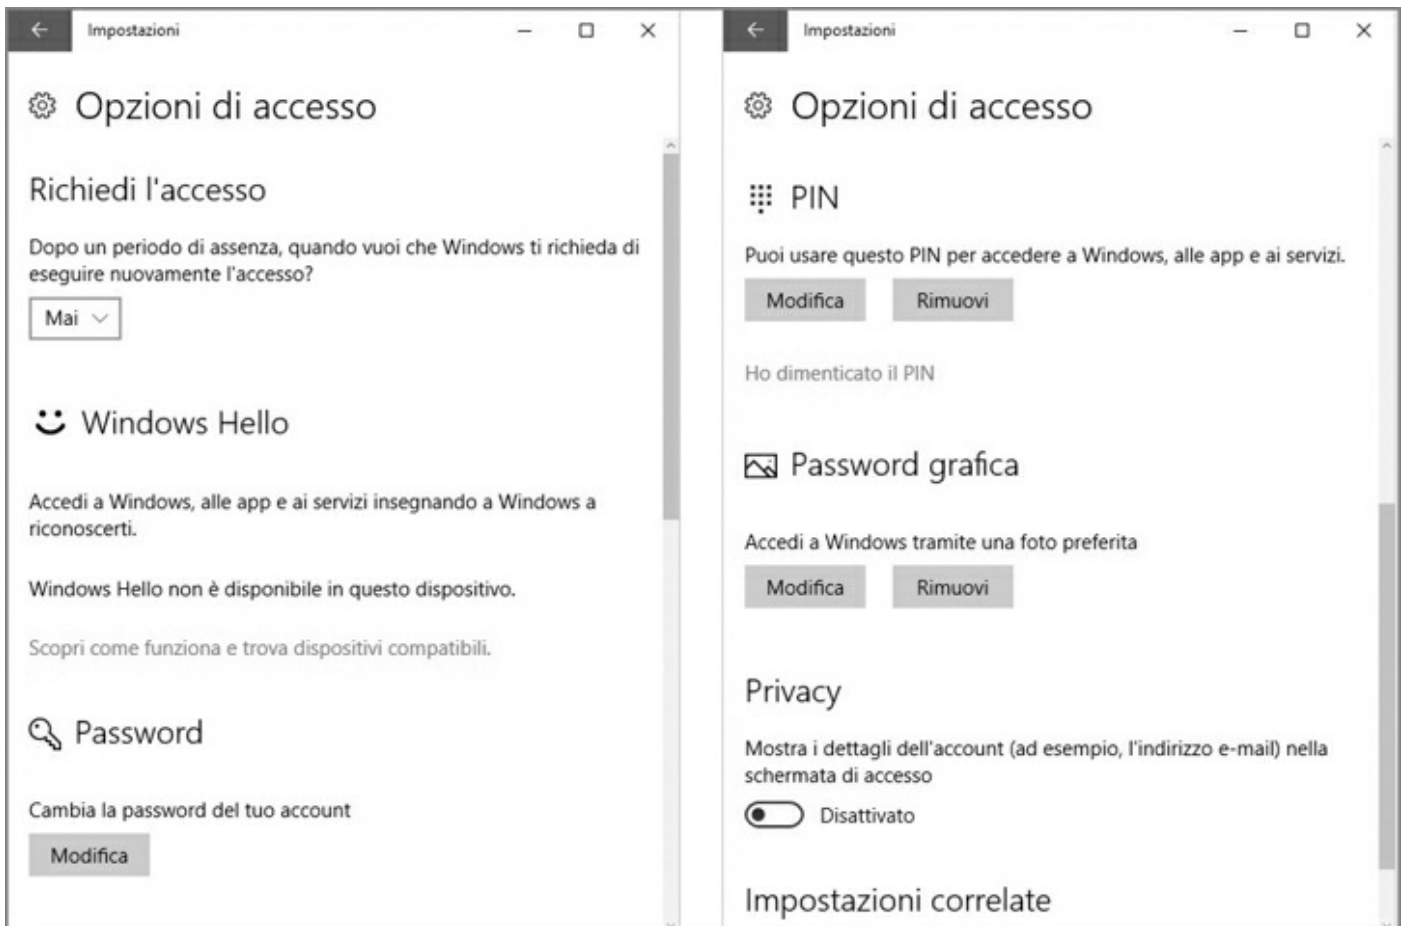 Impostazioni
Opzioni di accesso
Richiedi l'accesso
Dopo un periodo di assenza, quando vuoi che Windows ti richieda di
eseguire nuovamente l'accesso?
Mai
Windows Hello
Accedi a Windows, alle app e ai servizi insegnando a Windows a
riconoscerti.
Windows Hello non è disponibile in questo dispositivo.
Scopri come funziona e trova dispositivi compatibili.
Password
Cambia la password del tuo account
Modifica
Impostazioni
Opzioni di accesso
PIN
Puoi usare questo PIN per accedere a Windows, alle app e ai servizi.
Modifica Rimuovi
Ho dimenticato il PIN
Password grafica
Accedi a Windows tramite una foto preferita
Modifica Rimuovi
Privacy
Mostra i dettagli dell'account (ad esempio, l'indirizzo e-mail) nella
schermata di accesso
Disattivato
Impostazioni correlate